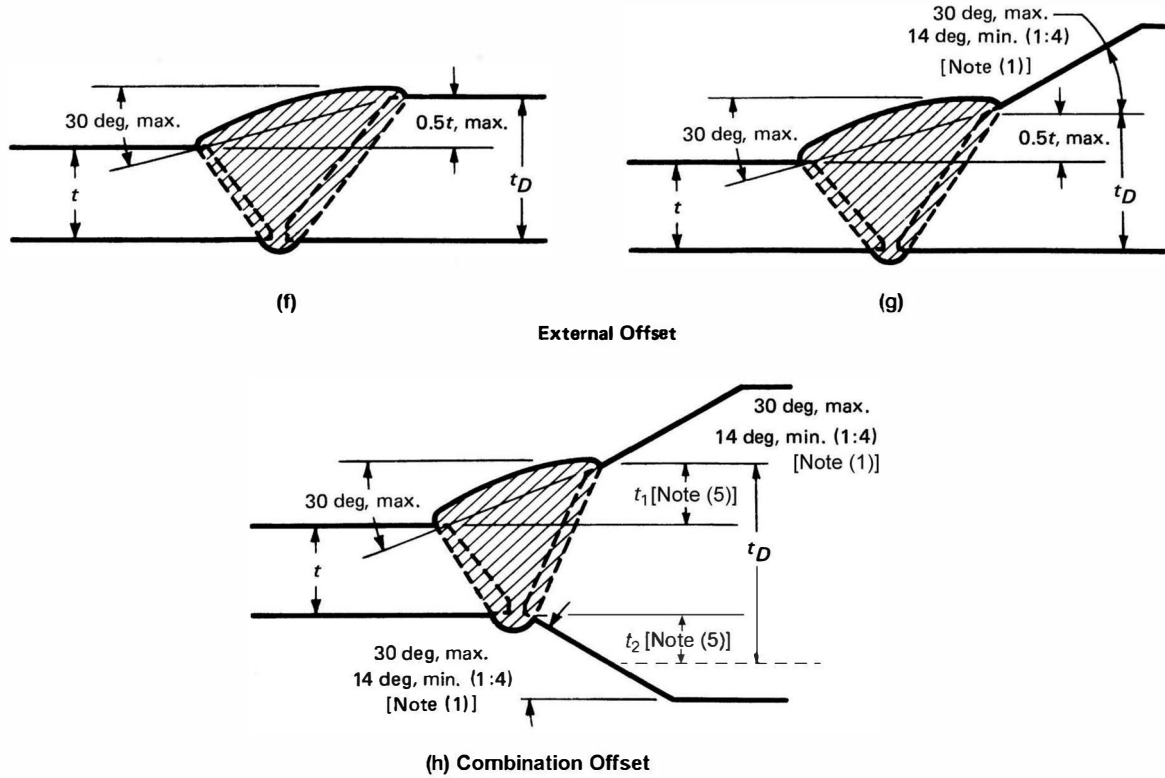 30 deg, max.
t
0.5t, max.
t_D
(f)
30 deg, max.
14 deg, min. (1:4)
[Note (1)]
30 deg, max.
t
0.5t, max.
t_D
(g)
External Offset
30 deg, max.
14 deg, min. (1:4)
[Note (1)]
30 deg, max.
t
t₁ [Note (5)]
t_D
t₂ [Note (5)]
30 deg, max.
14 deg, min. (1:4)
[Note (1)]
(h) Combination Offset